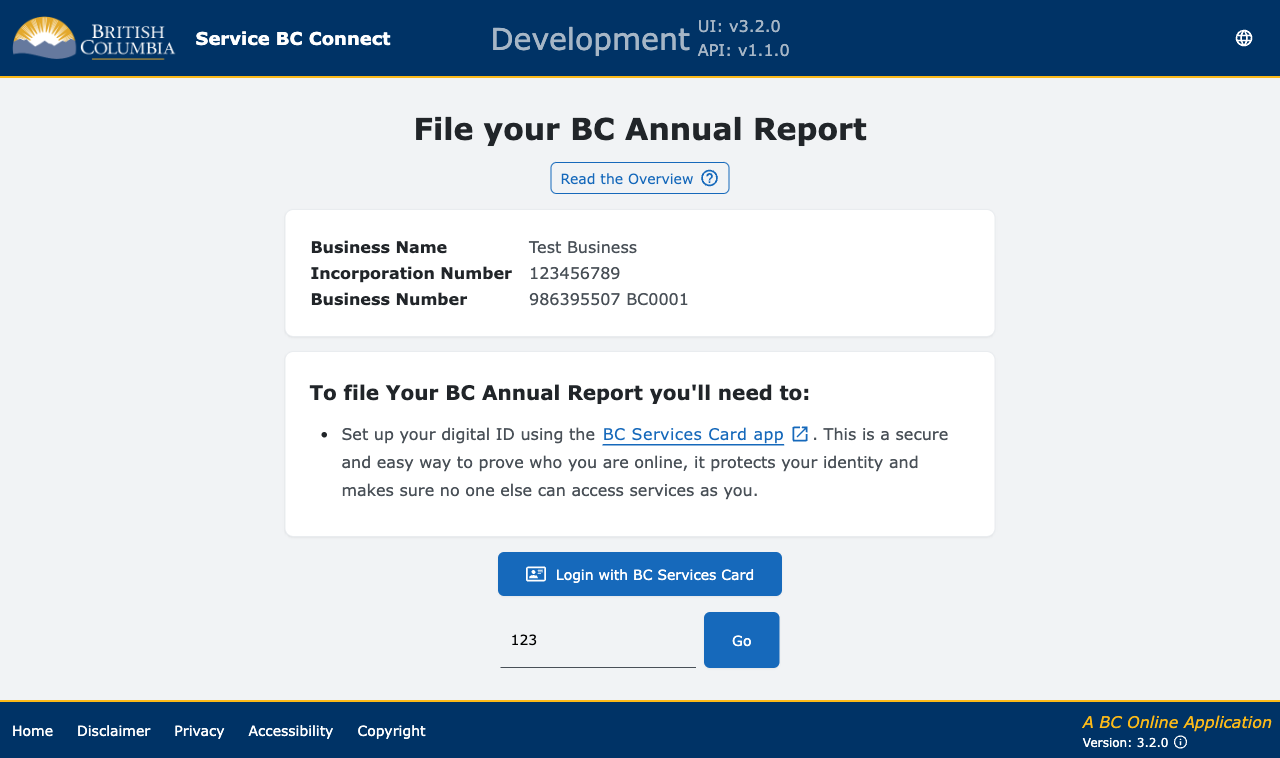 BRITISH
COLUMBIA
Service BC Connect
Development
UI: v3.2.0
API: v1.1.0
File your BC Annual Report
Read the Overview
Business Name Test Business
Incorporation Number 123456789
Business Number 986395507 BC0001
To file Your BC Annual Report you'll need to:
• Set up your digital ID using the BC Services Card app . This is a secure
and easy way to prove who you are online, it protects your identity and
makes sure no one else can access services as you.
Login with BC Services Card
123 Go
Home Disclaimer Privacy Accessibility Copyright
A BC Online Application
Version: 3.2.0